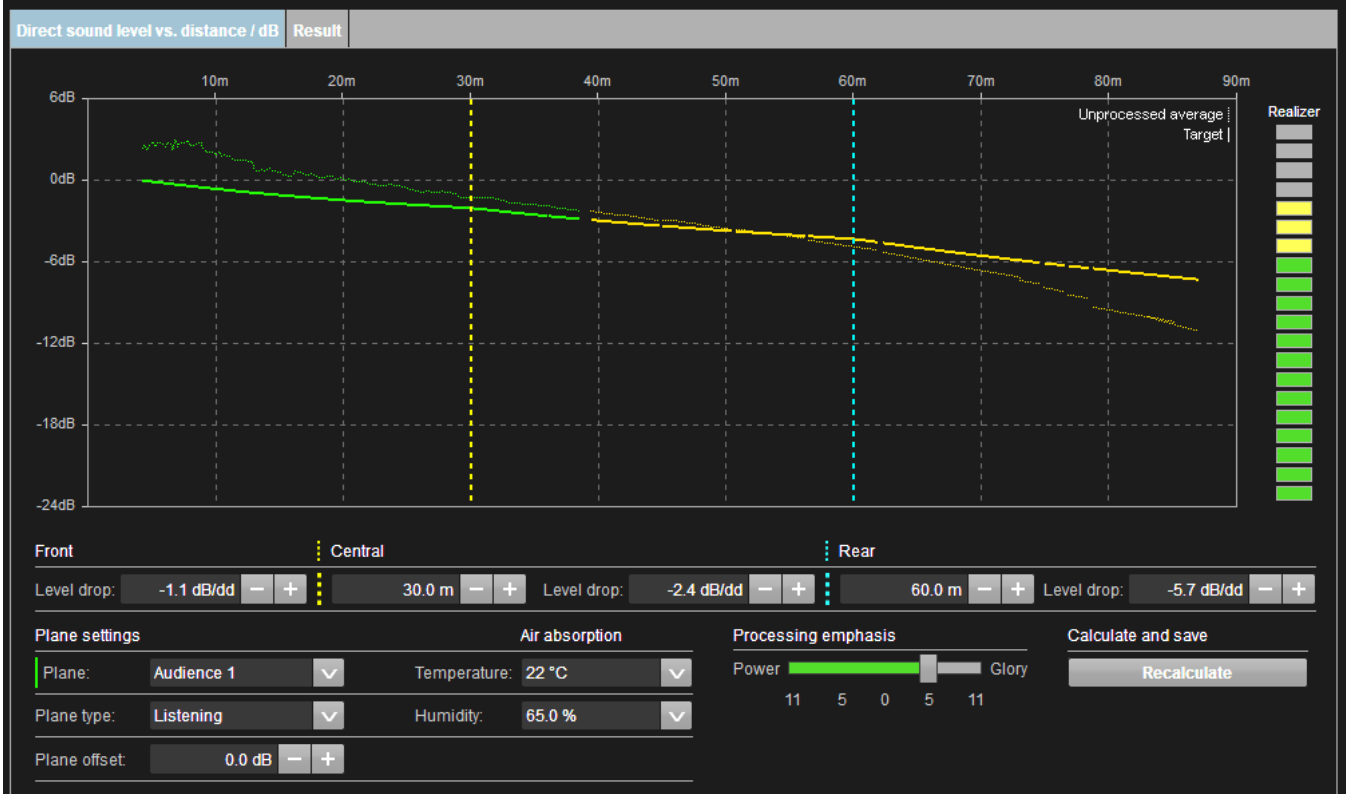 Direct sound level vs. distance / dB Result
10m 20m 30m 40m 50m 60m 70m 80m 90m
6dB
Unprocessed average
Realizer
Target
0dB
-6dB
-12dB
-18dB
-24dB
Front Central Rear
Level drop: -1.1 dB/dd − + 30.0 m − + Level drop: -2.4 dB/dd − + 60.0 m − + Level drop: -5.7 dB/dd − +
Plane settings Air absorption Processing emphasis Calculate and save
Plane: Audience 1 Temperature: 22 °C Power Glory Recalculate
11 5 0 5 11
Plane type: Listening Humidity: 65.0 %
Plane offset: 0.0 dB − +